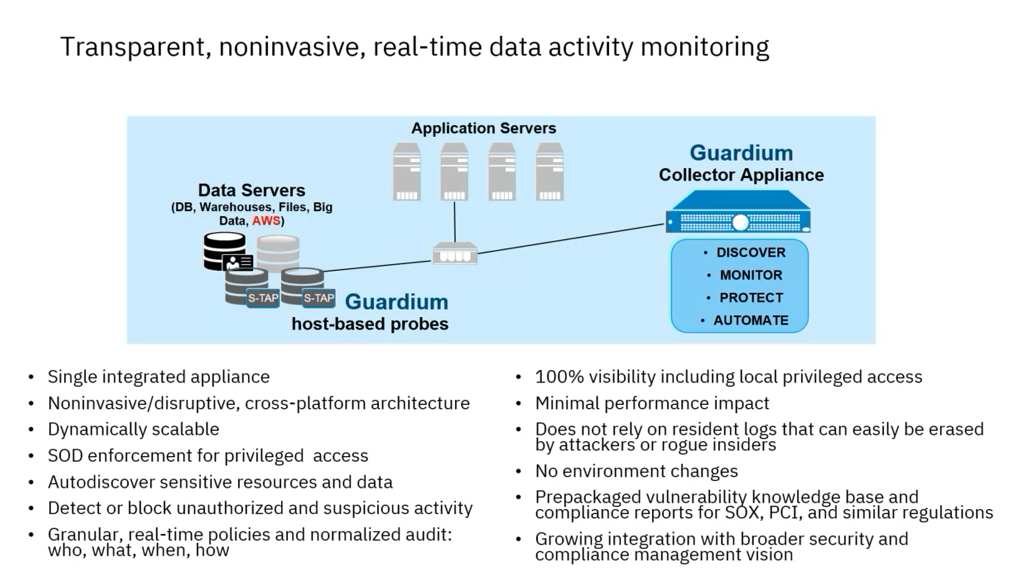 Transparent, noninvasive, real-time data activity monitoring
Application Servers
Guardium
Collector Appliance
Data Servers
(DB, Warehouses, Files, Big
Data, AWS)
• DISCOVER
• MONITOR
• PROTECT
• AUTOMATE
S-TAP
S-TAP
Guardium
host-based probes
• Single integrated appliance
• Noninvasive/disruptive, cross-platform architecture
• Dynamically scalable
• SOD enforcement for privileged access
• Autodiscover sensitive resources and data
• Detect or block unauthorized and suspicious activity
• Granular, real-time policies and normalized audit:
who, what, when, how
• 100% visibility including local privileged access
• Minimal performance impact
• Does not rely on resident logs that can easily be erased
by attackers or rogue insiders
• No environment changes
• Prepackaged vulnerability knowledge base and
compliance reports for SOX, PCI, and similar regulations
• Growing integration with broader security and
compliance management vision